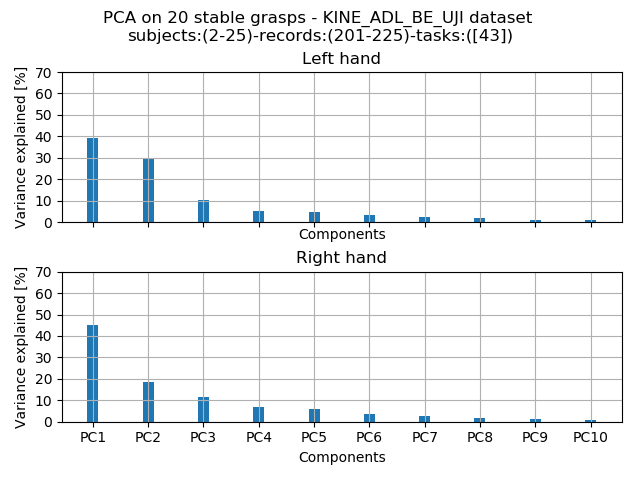 PCA on 20 stable grasps - KINE_ADL_BE_UJI dataset
subjects:(2-25)-records:(201-225)-tasks:([43])
Left hand
Variance explained [%]
70
60
50
40
30
20
10
0
Components
Right hand
Variance explained [%]
70
60
50
40
30
20
10
0
PC1 PC2 PC3 PC4 PC5 PC6 PC7 PC8 PC9 PC10
Components